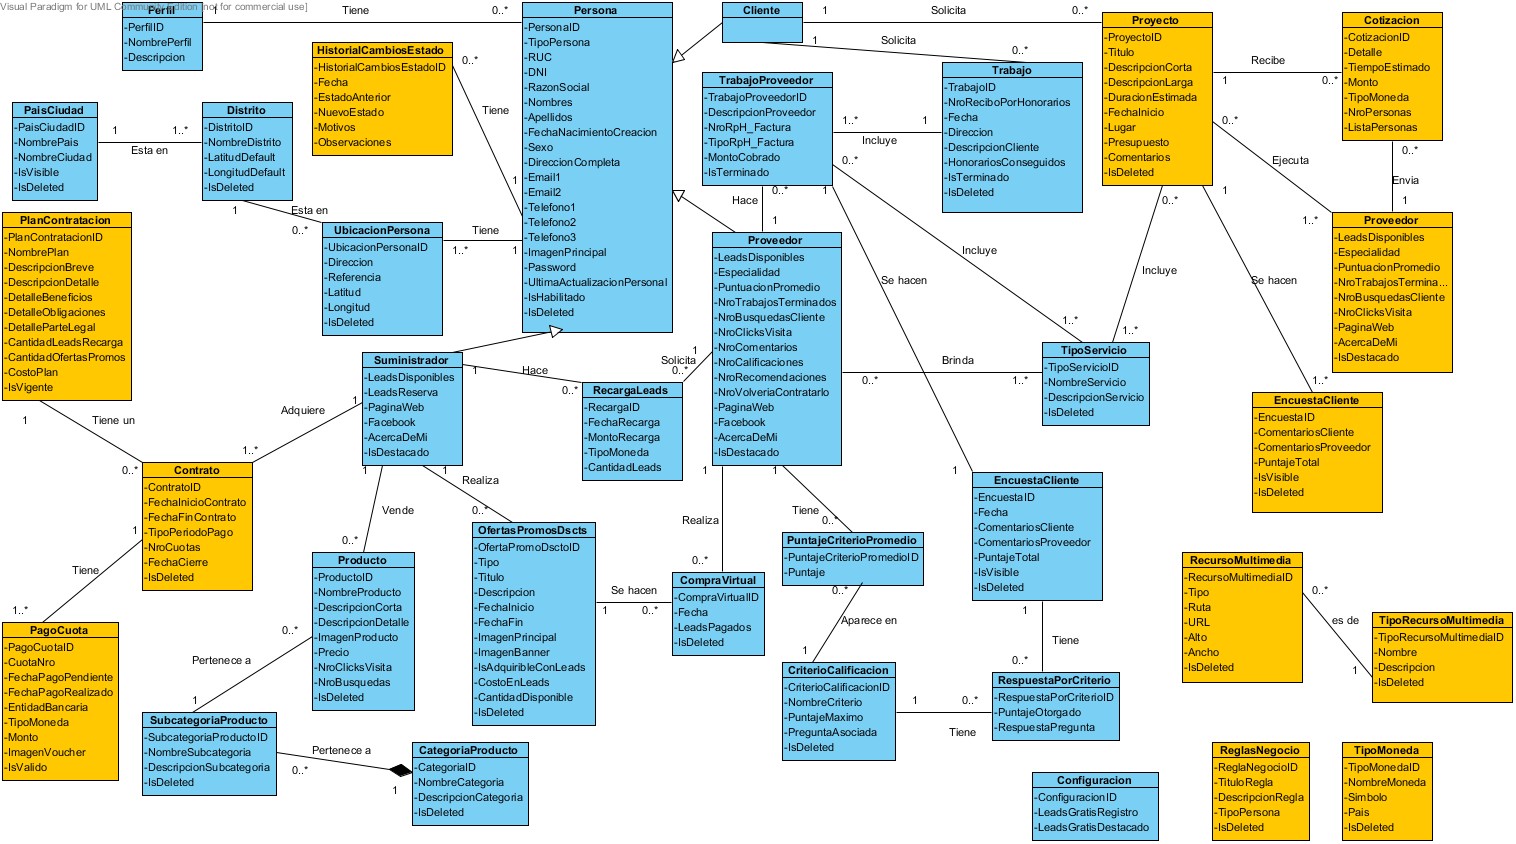 Visual Paradigm for UML Community Edition [not for commercial use]
Perfil
-PerfilID
-NombrePerfil
-Descripcion
1
Tiene
0..*
Persona
-PersonaID
-TipoPersona
-RUC
-DNI
-RazonSocial
-Nombres
-Apellidos
-FechaNacimientoCreacion
-Sexo
-DireccionCompleta
-Email1
-Email2
-Telefono1
-Telefono2
-Telefono3
-ImagenPrincipal
-Password
-UltimaActualizacionPersonal
-IsHabilitado
-IsDeleted
Cliente
1
Solicita
0..*
1
Solicita
0..*
HistorialCambiosEstado
-HistorialCambiosEstadoID
-Fecha
-EstadoAnterior
-NuevoEstado
-Motivos
-Observaciones
0..*
Tiene
1
Proyecto
-ProyectoID
-Titulo
-DescripcionCorta
-DescripcionLarga
-DuracionEstimada
-FechaInicio
-Lugar
-Presupuesto
-Comentarios
-IsDeleted
Recibe
1
0..*
Cotizacion
-CotizacionID
-Detalle
-TiempoEstimado
-Monto
-TipoMoneda
-NroPersonas
-ListaPersonas
0..*
Envia
1
0..*
Ejecuta
1..*
Trabajo
-TrabajoID
-NroReciboPorHonorarios
-Fecha
-Direccion
-DescripcionCliente
-HonorariosConseguidos
-IsTerminado
-IsDeleted
TrabajoProveedor
-TrabajoProveedorID
-DescripcionProveedor
-NroRpH_Factura
-TipoRpH_Factura
-MontoCobrado
-IsTerminado
1..*
1
Incluye
0..*
Incluye
1..*
0..*
Hace
1
1
Se hacen
1
PaisCiudad
-PaisCiudadID
-NombrePais
-NombreCiudad
-IsVisible
-IsDeleted
1
1..*
Esta en
Distrito
-DistritoID
-NombreDistrito
-LatitudDefault
-LongitudDefault
-IsDeleted
1
Esta en
0..*
UbicacionPersona
-UbicacionPersonaID
-Direccion
-Referencia
-Latitud
-Longitud
-IsDeleted
Tiene
1..*
1
PlanContratacion
-PlanContratacionID
-NombrePlan
-DescripcionBreve
-DescripcionDetalle
-DetalleBeneficios
-DetalleObligaciones
-DetalleParteLegal
-CantidadLeadsRecarga
-CantidadOfertasPromos
-CostoPlan
-IsVigente
1
Tiene un
0..*
Proveedor
-LeadsDisponibles
-Especialidad
-PuntuacionPromedio
-NroTrabajosTerminados
-NroBusquedasCliente
-NroClicksVisita
-NroComentarios
-NroCalificaciones
-NroRecomendaciones
-NroVolveriaContratarlo
-PaginaWeb
-Facebook
-AcercaDeMi
-IsDestacado
Brinda
0..*
1..*
0..*
Incluye
1..*
1
Se hacen
1..*
Proveedor
-LeadsDisponibles
-Especialidad
-PuntuacionPromedio
-NroTrabajosTermina...
-NroBusquedasCliente
-NroClicksVisita
-PaginaWeb
-AcercaDeMi
-IsDestacado
TipoServicio
-TipoServicioID
-NombreServicio
-DescripcionServicio
-IsDeleted
Suministrador
-LeadsDisponibles
-LeadsReserva
-PaginaWeb
-Facebook
-AcercaDeMi
-IsDestacado
1
Hace
0..*
RecargaLeads
-RecargaID
-FechaRecarga
-MontoRecarga
-TipoMoneda
-CantidadLeads
1
Solicita
0..*
1
Adquiere
1..*
EncuestaCliente
-EncuestaID
-ComentariosCliente
-ComentariosProveedor
-PuntajeTotal
-IsVisible
-IsDeleted
Contrato
-ContratoID
-FechaInicioContrato
-FechaFinContrato
-TipoPeriodoPago
-NroCuotas
-FechaCierre
-IsDeleted
1
Tiene
1..*
1
Vende
0..*
1
Realiza
0..*
1
Realiza
0..*
1
Tiene
0..*
EncuestaCliente
-EncuestaID
-Fecha
-ComentariosCliente
-ComentariosProveedor
-PuntajeTotal
-IsVisible
-IsDeleted
1
Tiene
0..*
OfertasPromosDscts
-OfertaPromoDsctoID
-Tipo
-Titulo
-Descripcion
-FechaInicio
-FechaFin
-ImagenPrincipal
-ImagenBanner
-IsAdquiribleConLeads
-CostoEnLeads
-CantidadDisponible
-IsDeleted
Se hacen
1
0..*
PuntajeCriterioPromedio
-PuntajeCriterioPromedioID
-Puntaje
0..*
Aparece en
1
Producto
-ProductoID
-NombreProducto
-DescripcionCorta
-DescripcionDetalle
-ImagenProducto
-Precio
-NroClicksVisita
-NroBusquedas
-IsDeleted
0..*
Pertenece a
1
CompraVirtual
-CompraVirtualID
-Fecha
-LeadsPagados
-IsDeleted
RecursoMultimedia
-RecursoMultimediaID
-Tipo
-Ruta
-URL
-Alto
-Ancho
-IsDeleted
0..*
es de
1
TipoRecursoMultimedia
-TipoRecursoMultimediaID
-Nombre
-Descripcion
-IsDeleted
PagoCuota
-PagoCuotaID
-CuotaNro
-FechaPagoPendiente
-FechaPagoRealizado
-EntidadBancaria
-TipoMoneda
-Monto
-ImagenVoucher
-IsValido
CriterioCalificacion
-CriterioCalificacionID
-NombreCriterio
-PuntajeMaximo
-PreguntaAsociada
-IsDeleted
1
0..*
Tiene
RespuestaPorCriterio
-RespuestaPorCriterioID
-PuntajeOtorgado
-RespuestaPregunta
SubcategoriaProducto
-SubcategoriaProductoID
-NombreSubcategoria
-DescripcionSubcategoria
-IsDeleted
Pertenece a
0..*
1
CategoriaProducto
-CategoriaID
-NombreCategoria
-DescripcionCategoria
-IsDeleted
Configuracion
-ConfiguracionID
-LeadsGratisRegistro
-LeadsGratisDestacado
ReglasNegocio
-ReglaNegocioID
-TituloRegla
-DescripcionRegla
-TipoPersona
-IsDeleted
TipoMoneda
-TipoMonedaID
-NombreMoneda
-Simbolo
-Pais
-IsDeleted